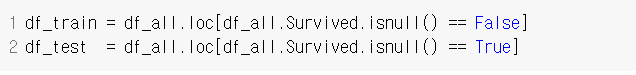 1 df_train = df_all.loc[df_all.Survived.isnull() == False]
2 df_test  = df_all.loc[df_all.Survived.isnull() == True]